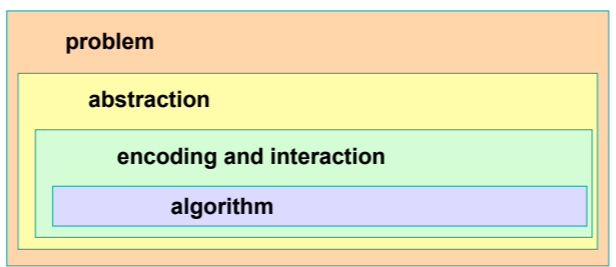 problem
abstraction
encoding and interaction
algorithm